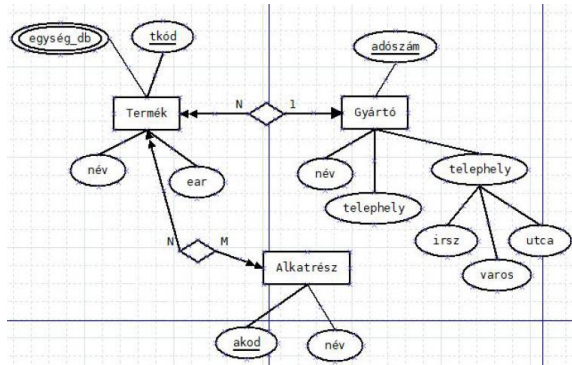 egység_db
tkód
adószám
Termék
N
1
Gyártó
név
ear
név
telephely
telephely
irsz
varos
utca
N
M
Alkatrész
akod
név